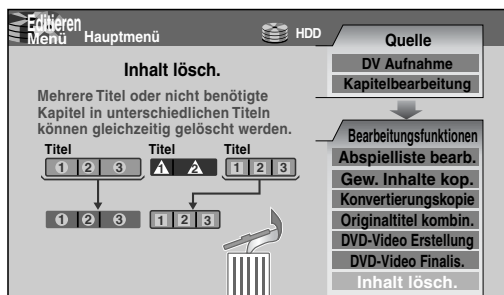 Editieren
Menü Hauptmenü HDD
Inhalt lösch.
Mehrere Titel oder nicht benötigte
Kapitel in unterschiedlichen Titeln
können gleichzeitig gelöscht werden.
Titel Titel Titel
1 2 3 1 2 1 2 3
1 2 3 1 2 3
Quelle
DV Aufnahme
Kapitelbearbeitung
Bearbeitungsfunktionen
Abspielliste bearb.
Gew. Inhalte kop.
Konvertierungskopie
Originaltitel kombin.
DVD-Video Erstellung
DVD-Video Finalis.
Inhalt lösch.